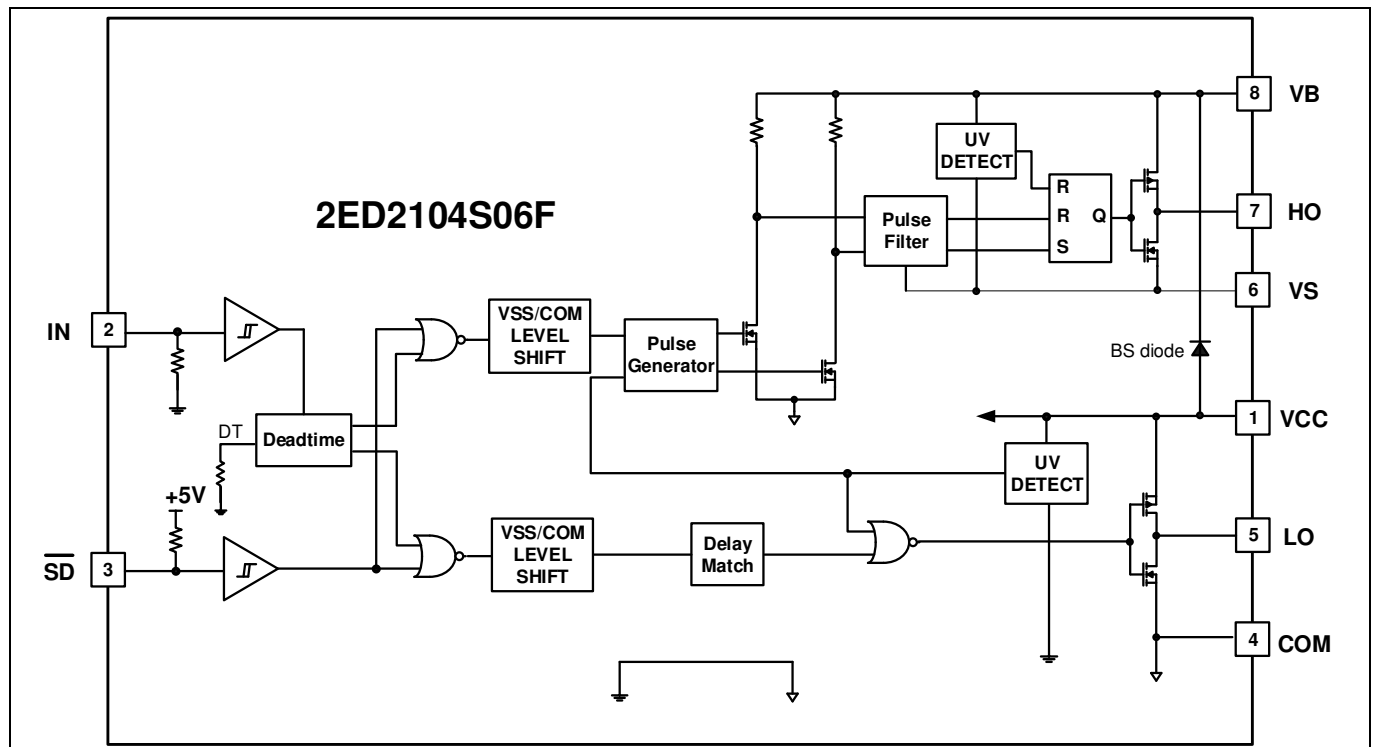 2ED2104S06F
8 VB
UV
DETECT
R
R
S
Q
Pulse
Filter
7 HO
6 VS
IN 2
VSS/COM
LEVEL
SHIFT
Pulse
Generator
BS diode
DT
Deadtime
1 VCC
UV
DETECT
+5V
SD 3
VSS/COM
LEVEL
SHIFT
Delay
Match
5 LO
4 COM